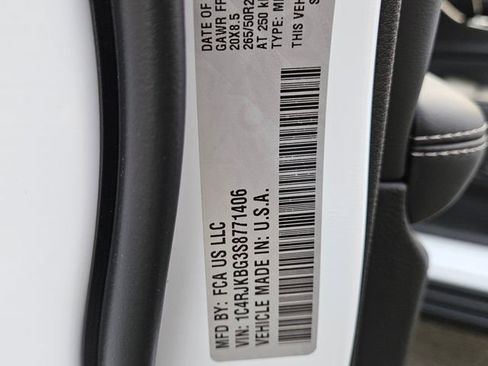 MFD BY: FCA US LLC
VIN: 1C4RJKBG3S8771406
VEHICLE MADE IN: U.S.A.
DATE OF
GAWR FR
20X8.5
265/50R2
AT 250 k
TYPE: M
THIS VEH
S